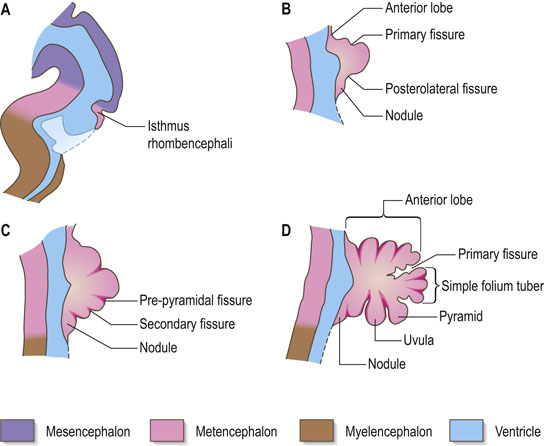 A
Isthmus
rhombencephali
B
Anterior lobe
Primary fissure
Posterolateral fissure
Nodule
C
Pre-pyramidal fissure
Secondary fissure
Nodule
D
Anterior lobe
Primary fissure
Simple folium tuber
Pyramid
Uvula
Nodule
Mesencephalon
Metencephalon
Myelencephalon
Ventricle